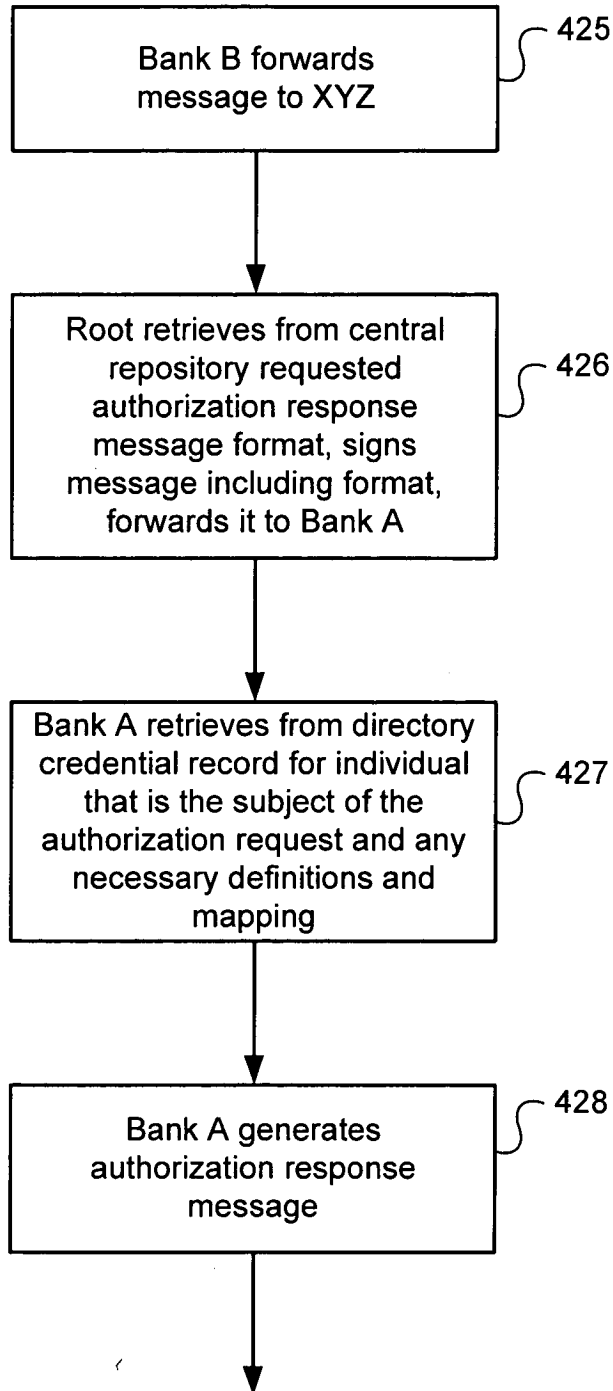 Bank B forwards
message to XYZ
425
Root retrieves from central
repository requested
authorization response
message format, signs
message including format,
forwards it to Bank A
426
Bank A retrieves from directory
credential record for individual
that is the subject of the
authorization request and any
necessary definitions and
mapping
427
Bank A generates
authorization response
message
428